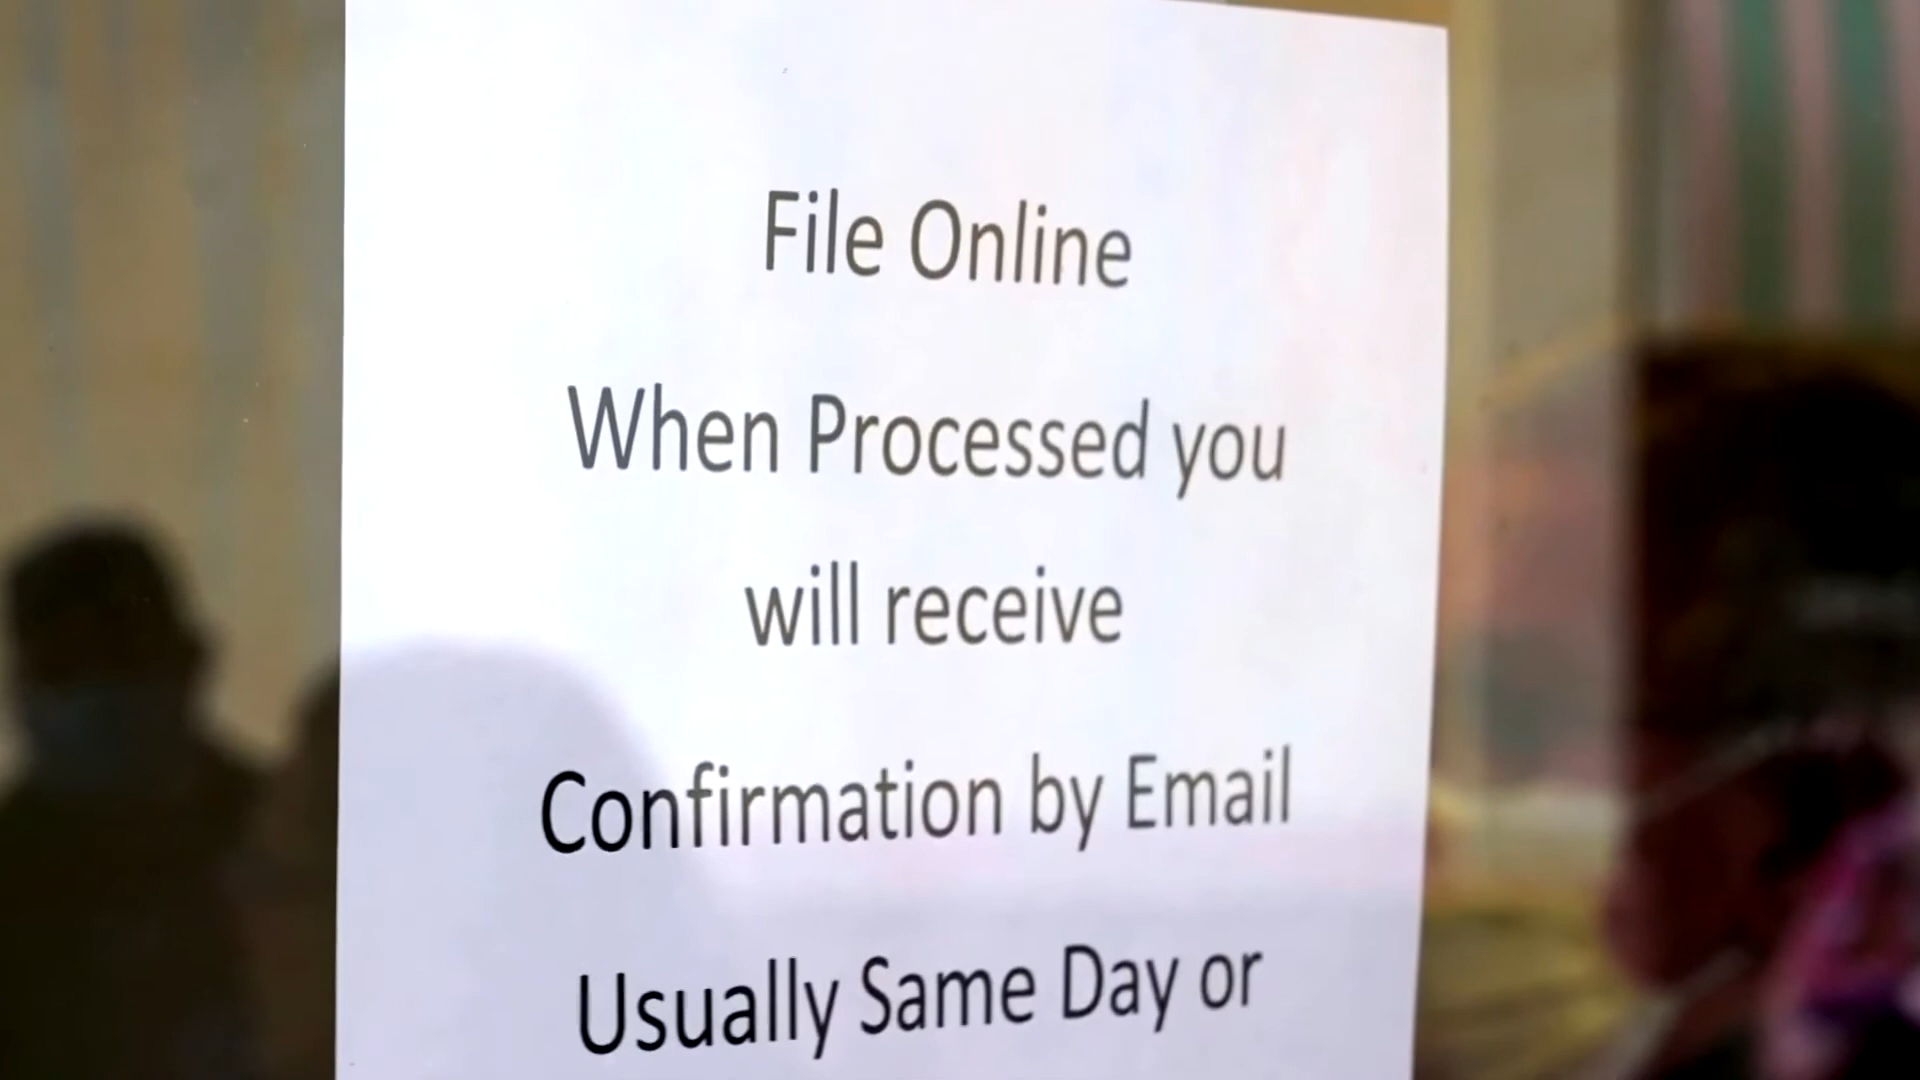 File Online
When Processed you
will receive
Confirmation by Email
Usually Same Day or